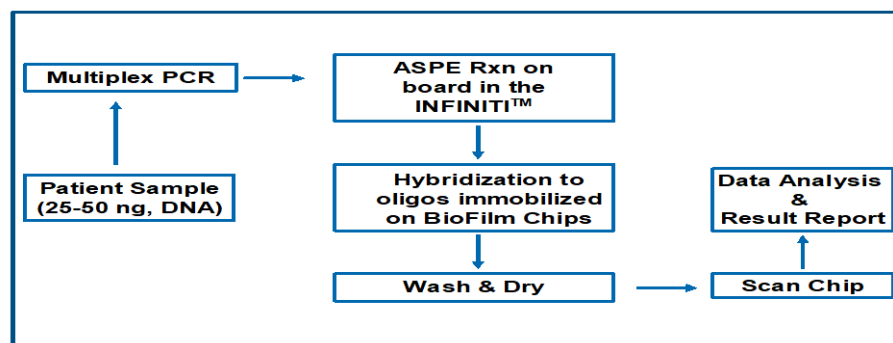 Multiplex PCR
ASPE Rxn on
board in the
INFINITI™
Patient Sample
(25-50 ng, DNA)
Hybridization to
oligos immobilized
on BioFilm Chips
Data Analysis
&
Result Report
Wash & Dry
Scan Chip